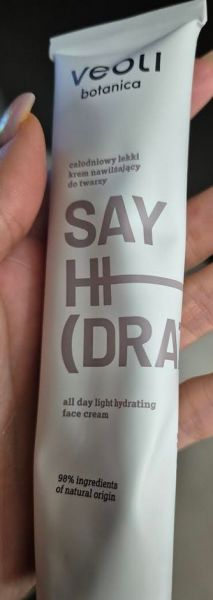 veoli
botanica
całodniowy lekki
krem nawilżający
do twarzy
SAY
HI
(DRA
all day light hydrating
face cream
98% ingredients
of natural origin